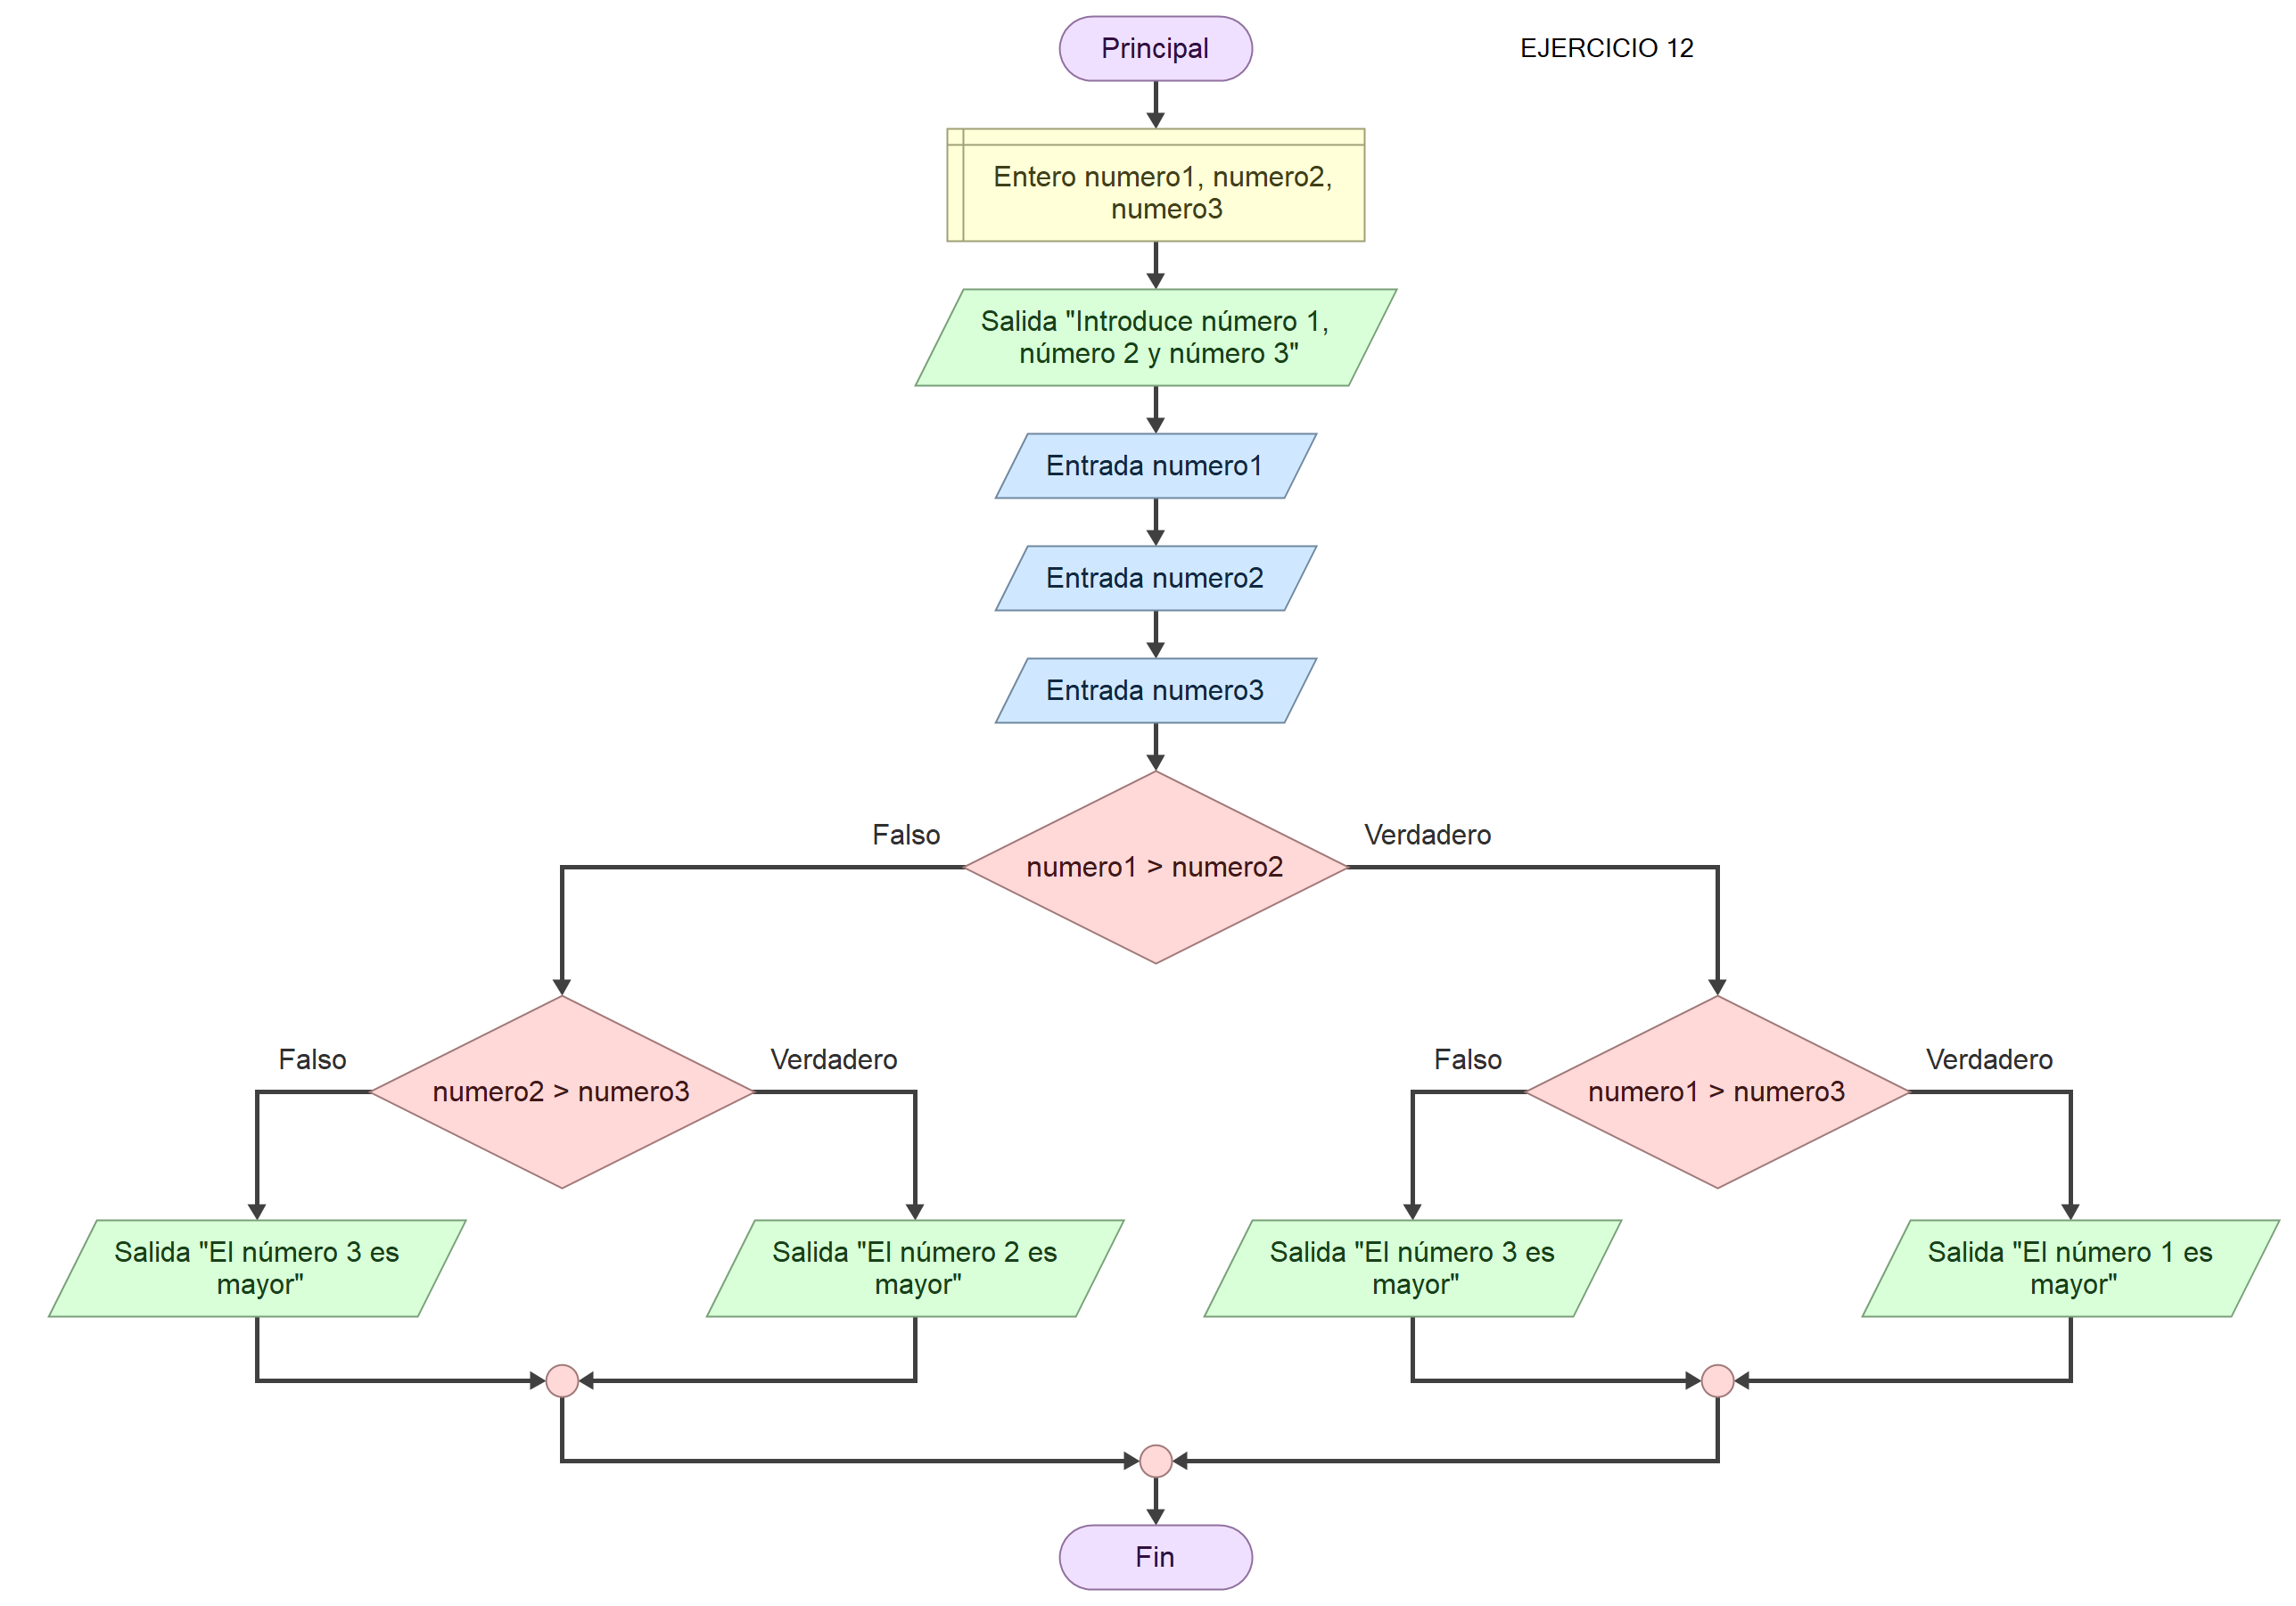 Principal
EJERCICIO 12
Entero numero1, numero2,
numero3
Salida "Introduce número 1,
número 2 y número 3"
Entrada numero1
Entrada numero2
Entrada numero3
Falso
Verdadero
numero1 > numero2
Falso
Verdadero
Falso
Verdadero
numero2 > numero3
numero1 > numero3
Salida "El número 3 es
mayor"
Salida "El número 2 es
mayor"
Salida "El número 3 es
mayor"
Salida "El número 1 es
mayor"
Fin